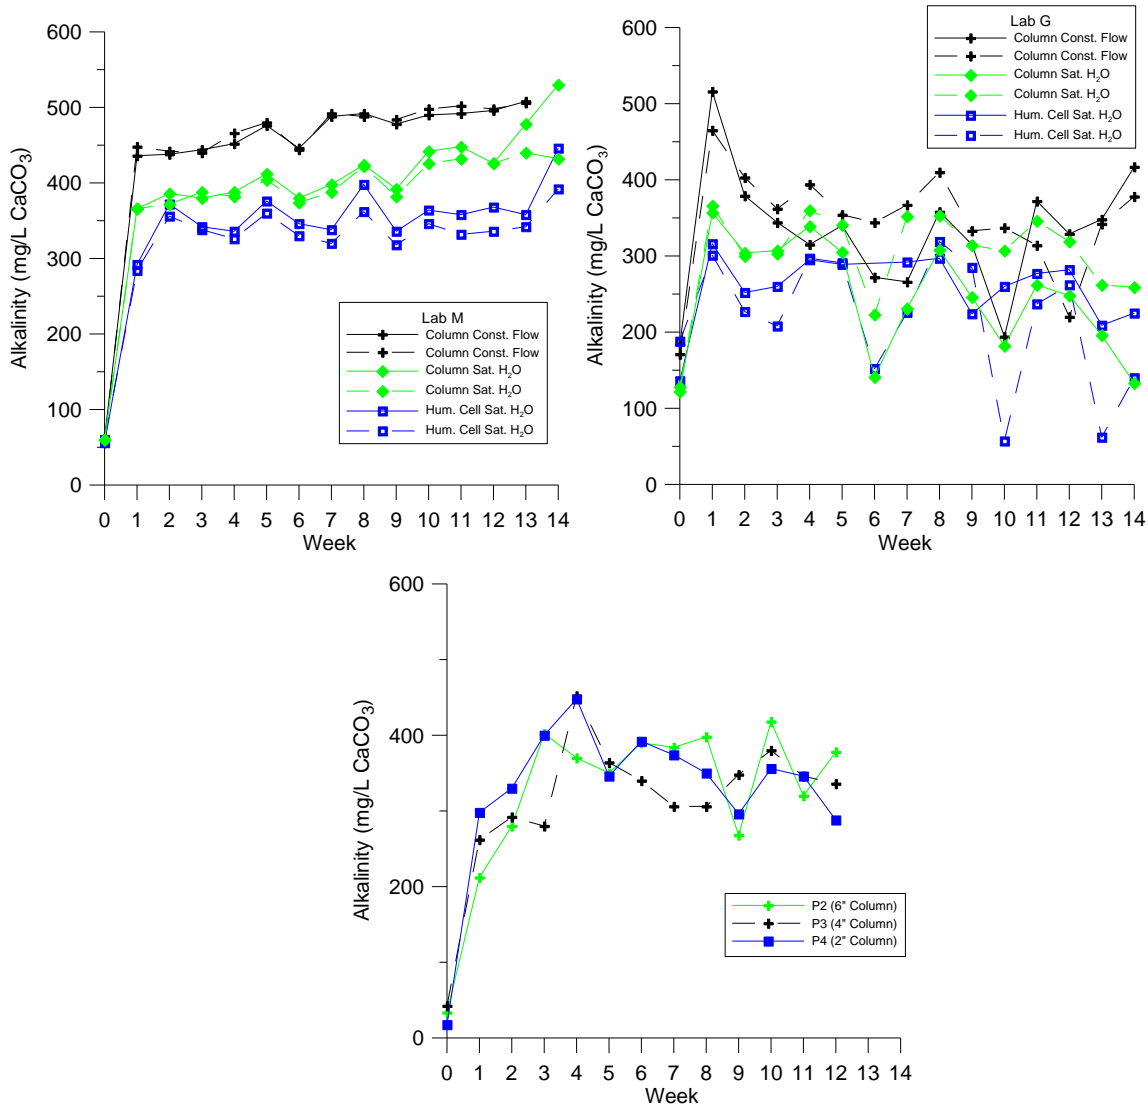 600
500
400
300
200
100
0
Alkalinity (mg/L CaCO3)
0 1 2 3 4 5 6 7 8 9 10 11 12 13 14
Week
Lab M
Column Const. Flow
Column Const. Flow
Column Sat. H2O
Column Sat. H2O
Hum. Cell Sat. H2O
Hum. Cell Sat. H2O
600
500
400
300
200
100
0
Alkalinity (mg/L CaCO3)
0 1 2 3 4 5 6 7 8 9 10 11 12 13 14
Week
Lab G
Column Const. Flow
Column Const. Flow
Column Sat. H2O
Column Sat. H2O
Hum. Cell Sat. H2O
Hum. Cell Sat. H2O
600
400
200
0
Alkalinity (mg/L CaCO3)
0 1 2 3 4 5 6 7 8 9 10 11 12 13 14
Week
P2 (6" Column)
P3 (4" Column)
P4 (2" Column)